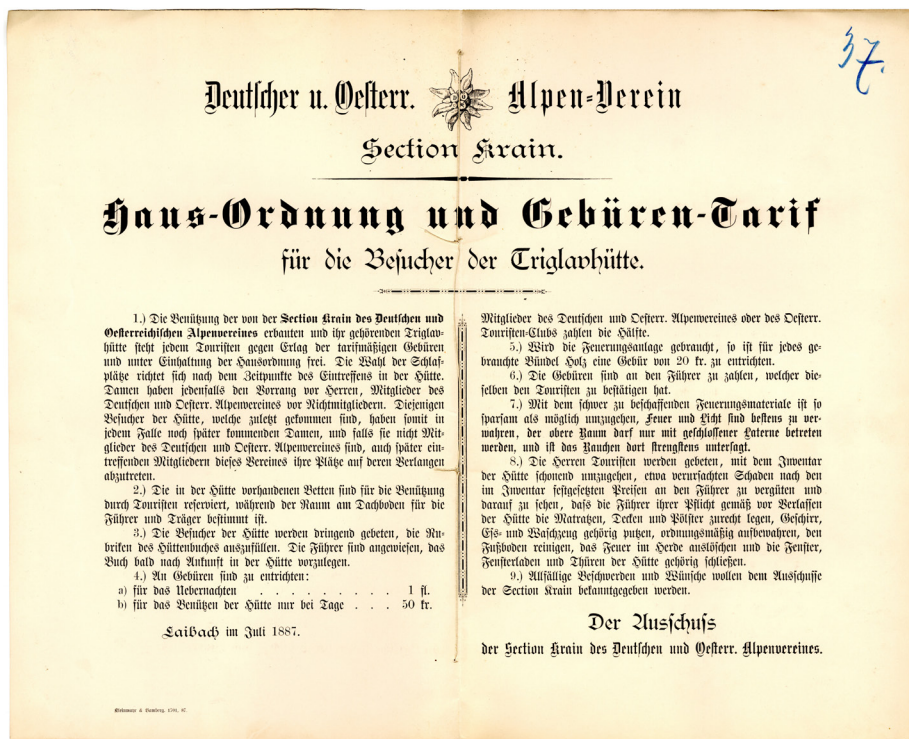 37.
Deutscher u. Oesterr. Alpen-Verein
Section Krain.
Haus-Ordnung und Gebüren-Tarif
für die Besucher der Triglavhütte.
1.) Die Benützung der von der Section Krain des Deutschen und
Oesterreichischen Alpenvereines erbauten und ihr gehörenden Triglav-
hütte steht jedem Touristen gegen Erlag der tarifmäßigen Gebüren
und unter Einhaltung der Hausordnung frei. Die Wahl der Schlaf-
plätze richtet sich nach dem Zeitpunkte des Eintreffens in der Hütte.
Damen haben jedenfalls den Vorrang vor Herren, Mitglieder des
Deutschen und Oesterr. Alpenvereines vor Nichtmitgliedern. Diejenigen
Besucher der Hütte, welche zuletzt gekommen sind, haben somit in
jedem Falle noch später kommenden Damen, und falls sie nicht Mit-
glieder des Deutschen und Oesterr. Alpenvereines sind, auch später ein-
treffenden Mitgliedern dieses Vereines ihre Plätze auf deren Verlangen
abzutreten.
2.) Die in der Hütte vorhandenen Betten sind für die Benützung
durch Touristen reserviert, während der Raum am Dachboden für die
Führer und Träger bestimmt ist.
3.) Die Besucher der Hütte werden dringend gebeten, die Ru-
briken des Hüttenbuches auszufüllen. Die Führer sind angewiesen, das
Buch bald nach Ankunft in der Hütte vorzulegen.
4.) An Gebüren sind zu entrichten:
a) für das Uebernachten . . . . . . . . . 1 fl.
b) für das Benützen der Hütte nur bei Tage . . . 50 kr.
Laibach im Juli 1887.
Mitglieder des Deutschen und Oesterr. Alpenvereines oder des Oesterr.
Touristen-Clubs zahlen die Hälfte.
5.) Wird die Feuerungsanlage gebraucht, so ist für jedes ge-
brauchte Bündel Holz eine Gebür von 20 kr. zu entrichten.
6.) Die Gebüren sind an den Führer zu zahlen, welcher die-
selben den Touristen zu bestätigen hat.
7.) Mit dem schwer zu beschaffenden Feuerungsmateriale ist so
sparsam als möglich umzugehen, Feuer und Licht sind bestens zu ver-
wahren, der obere Raum darf nur mit geschlossener Laterne betreten
werden, und ist das Rauchen dort strengstens untersagt.
8.) Die Herren Touristen werden gebeten, mit dem Inventar
der Hütte schonend umzugehen, etwa verursachten Schaden nach den
im Inventar festgesetzten Preisen an den Führer zu vergüten und
darauf zu sehen, dass die Führer ihrer Pflicht gemäß vor Verlassen
der Hütte die Matratzen, Decken und Pölster zurecht legen, Geschirr,
Ess- und Waschzeug gehörig putzen, ordnungsmäßig aufbewahren, den
Fußboden reinigen, das Feuer im Herde auslöschen und die Fenster,
Fensterladen und Thüren der Hütte gehörig schließen.
9.) Allfällige Beschwerden und Wünsche wollen dem Ausschusse
der Section Krain bekanntgegeben werden.
Der Ausschuss
der Section Krain des Deutschen und Oesterr. Alpenvereines.